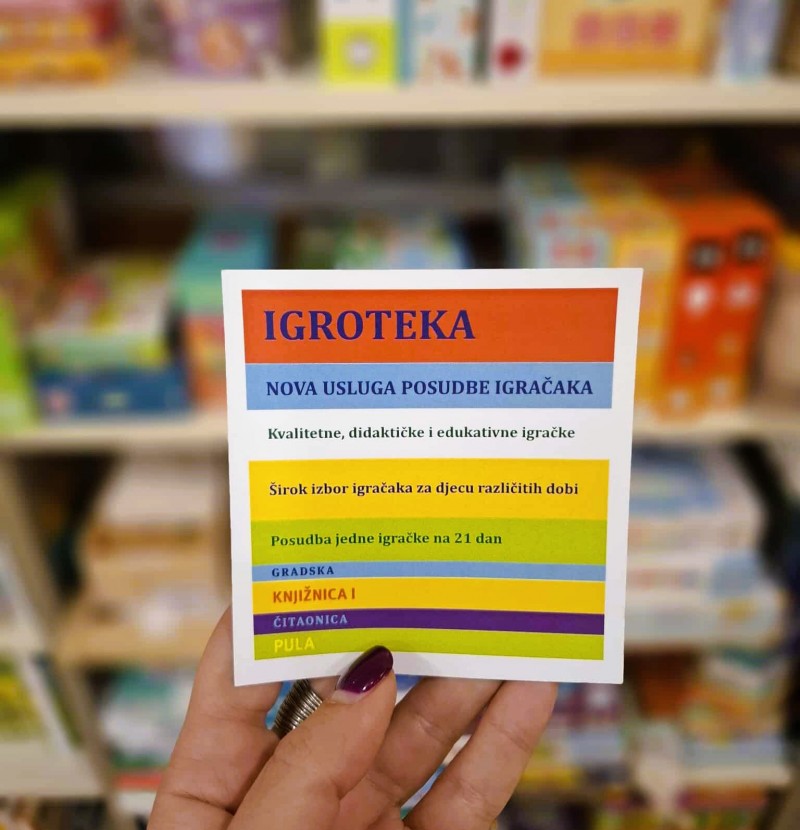 IGROTEKA
NOVA USLUGA POSUDBE IGRAČAKA
Kvalitetne, didaktičke i edukativne igračke
Širok izbor igračaka za djecu različitih dobi
Posudba jedne igračke na 21 dan
GRADSKA
KNJIŽNICA I
ČITAONICA
PULA